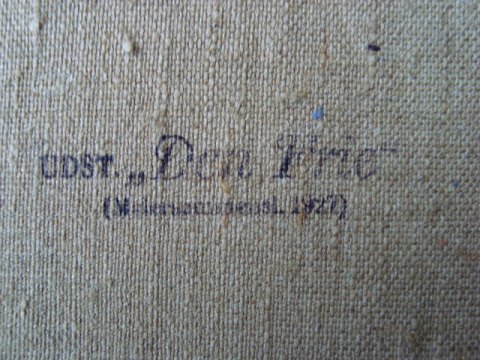 UDST. „Den Frie"
1927)